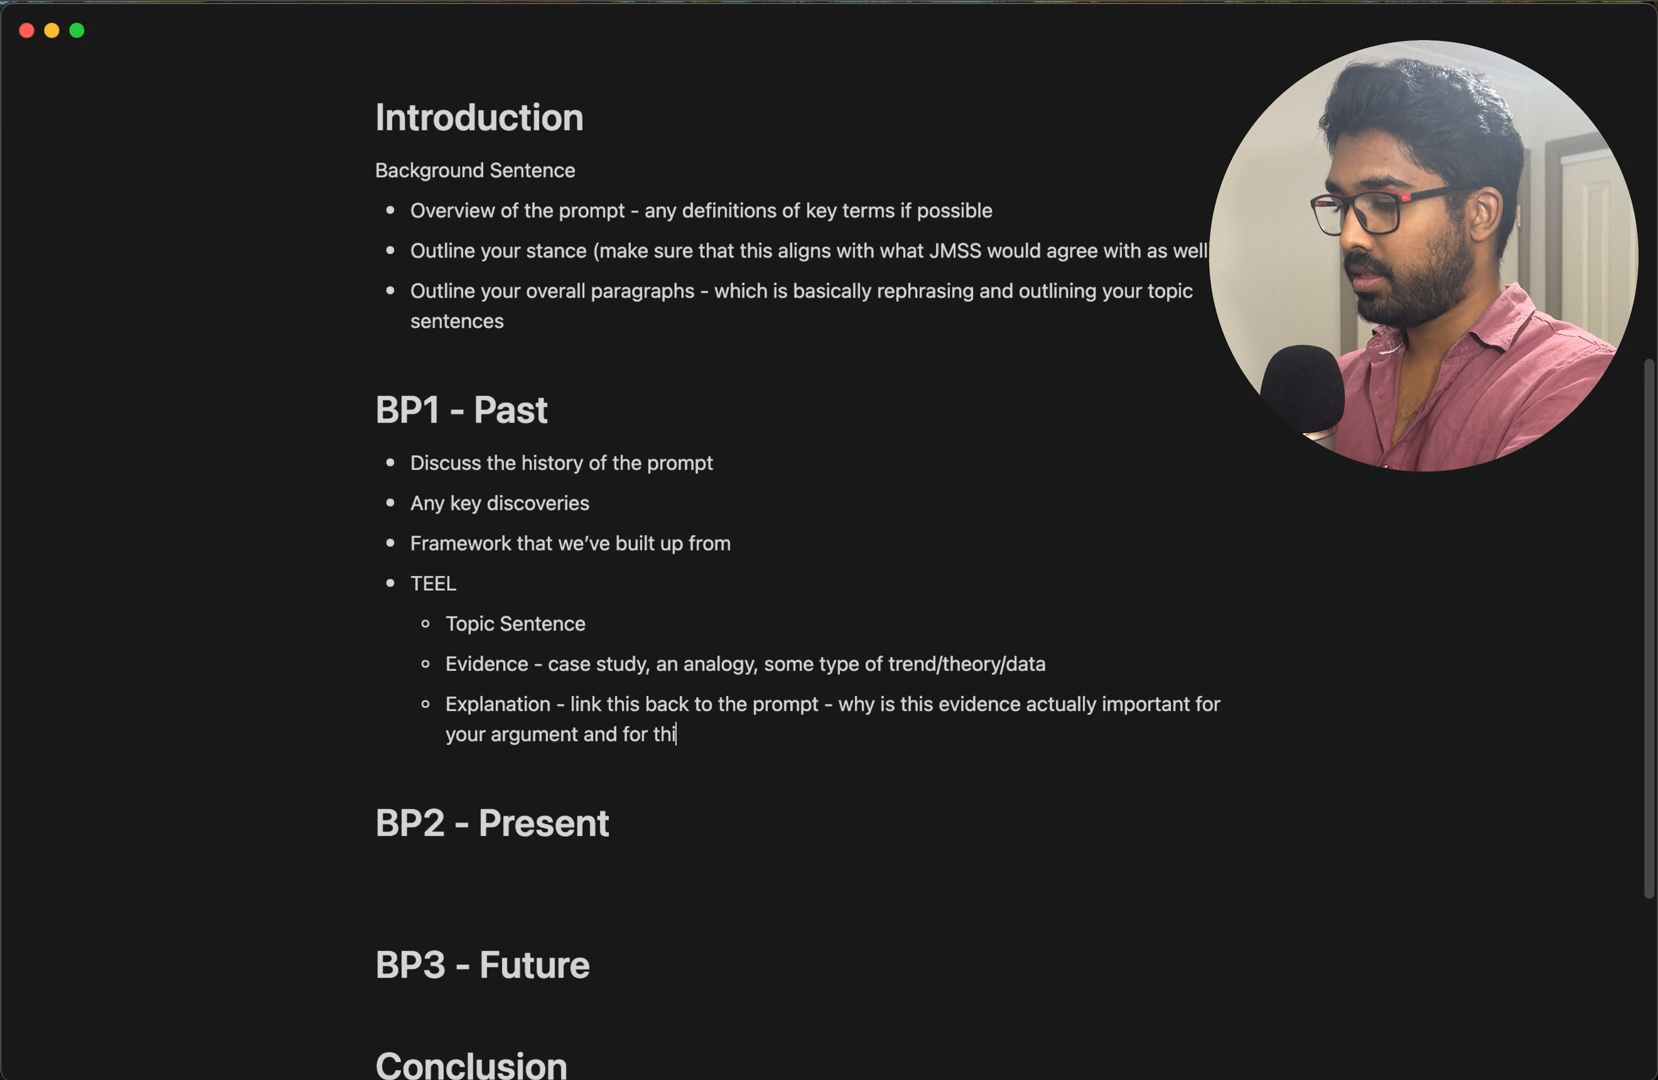 Introduction
Background Sentence
• Overview of the prompt - any definitions of key terms if possible
• Outline your stance (make sure that this aligns with what JMSS would agree with as well
• Outline your overall paragraphs - which is basically rephrasing and outlining your topic
sentences
BP1 - Past
• Discuss the history of the prompt
• Any key discoveries
• Framework that we’ve built up from
• TEEL
◦ Topic Sentence
◦ Evidence - case study, an analogy, some type of trend/theory/data
◦ Explanation - link this back to the prompt - why is this evidence actually important for
your argument and for thi
BP2 - Present
BP3 - Future
Conclusion